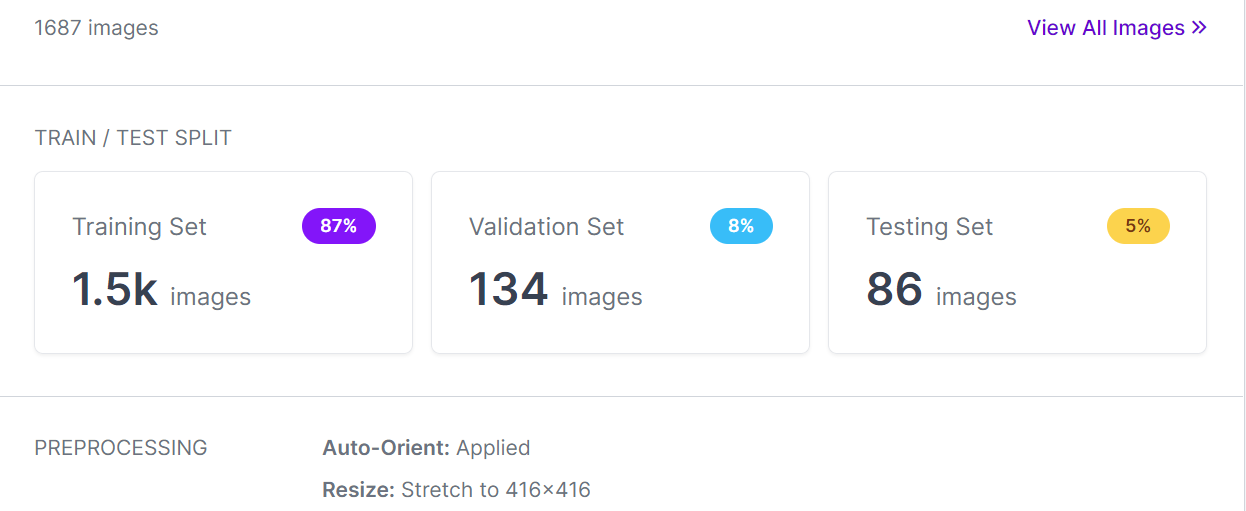 1687 images
View All Images »
TRAIN / TEST SPLIT
Training Set
87%
1.5k images
Validation Set
8%
134 images
Testing Set
5%
86 images
PREPROCESSING
Auto-Orient: Applied
Resize: Stretch to 416×416